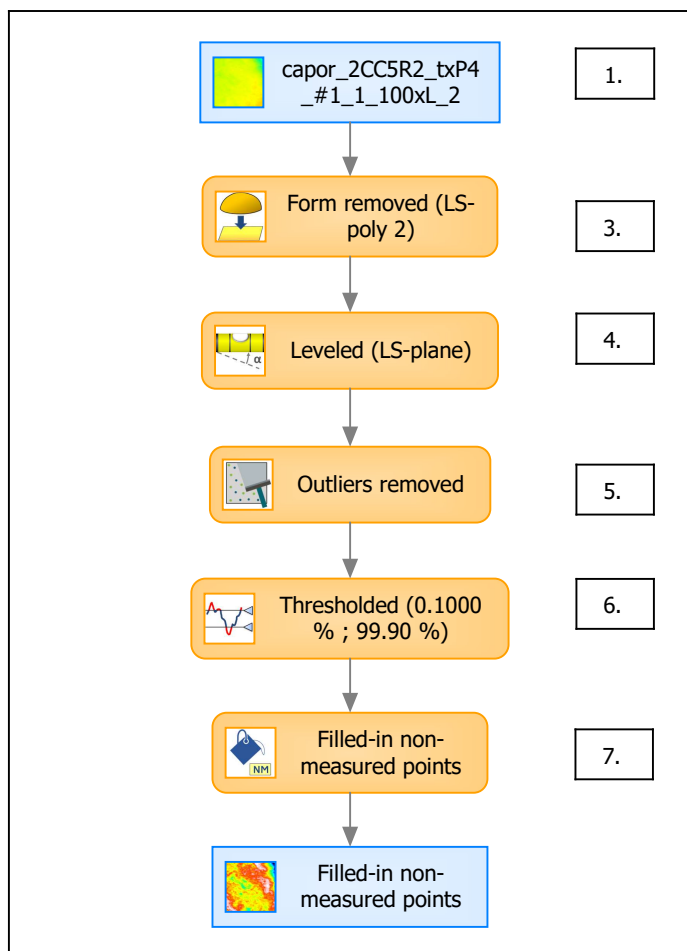 capor_2CC5R2_txP4
_#1_1_100xL_2
1.
Form removed (LS-
poly 2)
3.
α
Leveled (LS-plane)
4.
Outliers removed
5.
Thresholded (0.1000
% ; 99.90 %)
6.
NM
Filled-in non-
measured points
7.
Filled-in non-
measured points